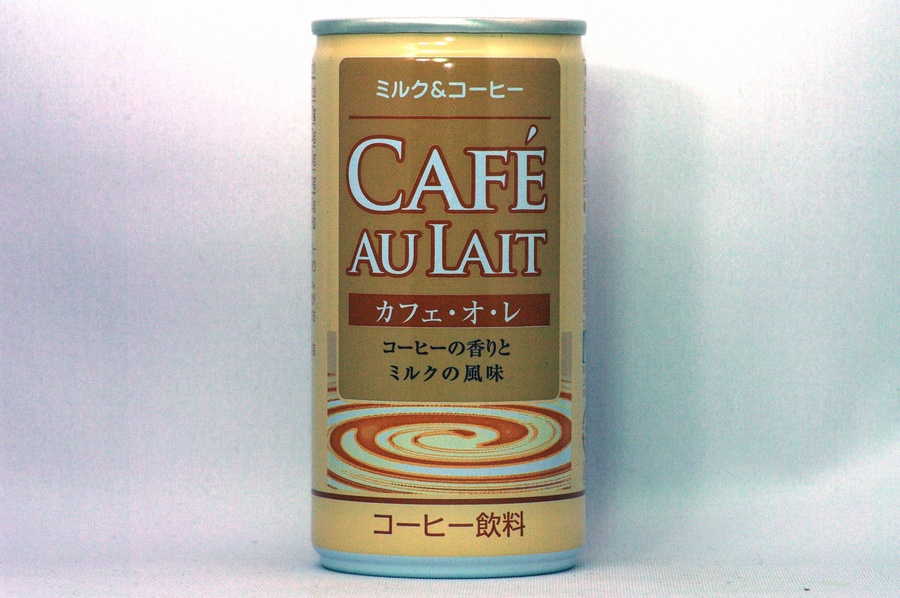 ミルク&コーヒー
CAFÉ
AU LAIT
カフェ・オ・レ
コーヒーの香りと
ミルクの風味
コーヒー飲料